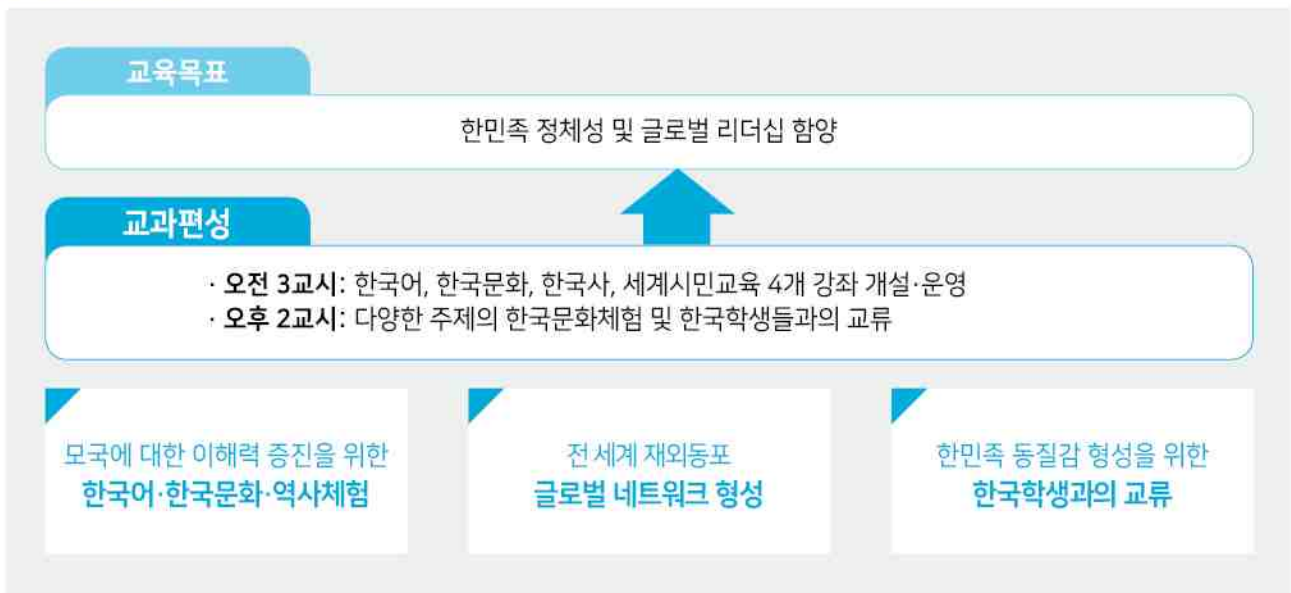 교육목표
한민족 정체성 및 글로벌 리더십 함양
교과편성
· 오전 3교시: 한국어, 한국문화, 한국사, 세계시민교육 4개 강좌 개설·운영
· 오후 2교시: 다양한 주제의 한국문화체험 및 한국학생들과의 교류
모국에 대한 이해력 증진을 위한
한국어·한국문화·역사체험
전 세계 재외동포
글로벌 네트워크 형성
한민족 동질감 형성을 위한
한국학생과의 교류